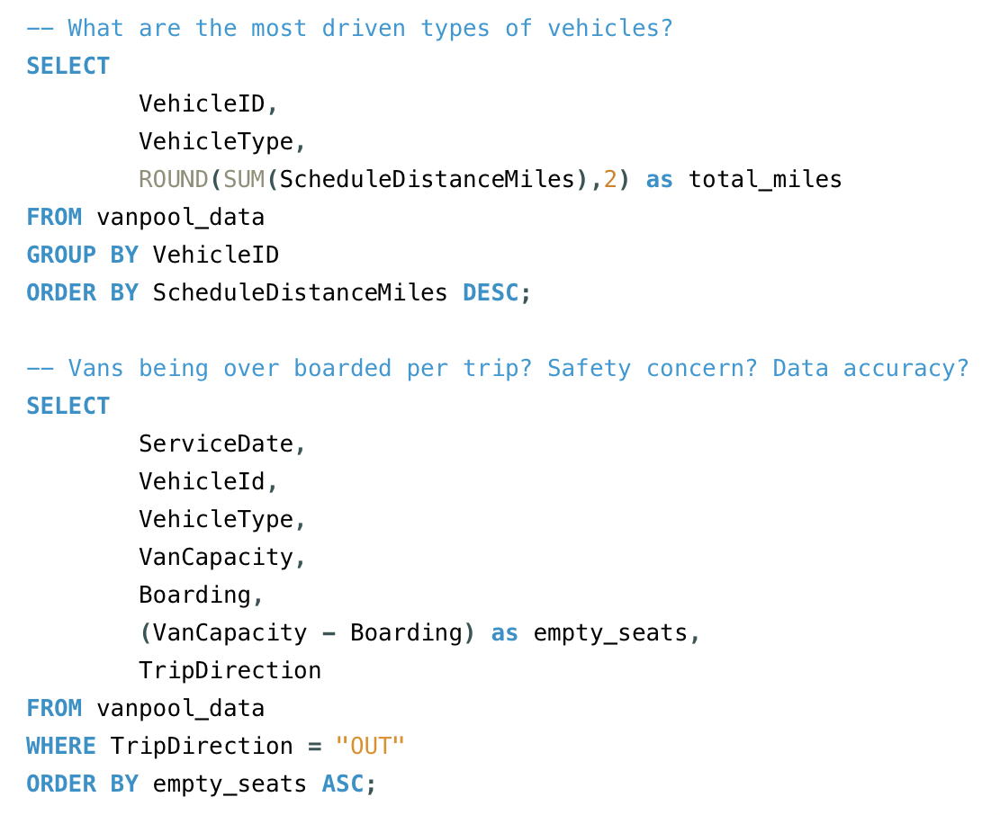 -- What are the most driven types of vehicles?
SELECT
VehicleID,
VehicleType,
ROUND(SUM(ScheduleDistanceMiles),2) as total_miles
FROM vanpool_data
GROUP BY VehicleID
ORDER BY ScheduleDistanceMiles DESC;
-- Vans being over boarded per trip? Safety concern? Data accuracy?
SELECT
ServiceDate,
VehicleId,
VehicleType,
VanCapacity,
Boarding,
(VanCapacity - Boarding) as empty_seats,
TripDirection
FROM vanpool_data
WHERE TripDirection = "OUT"
ORDER BY empty_seats ASC;